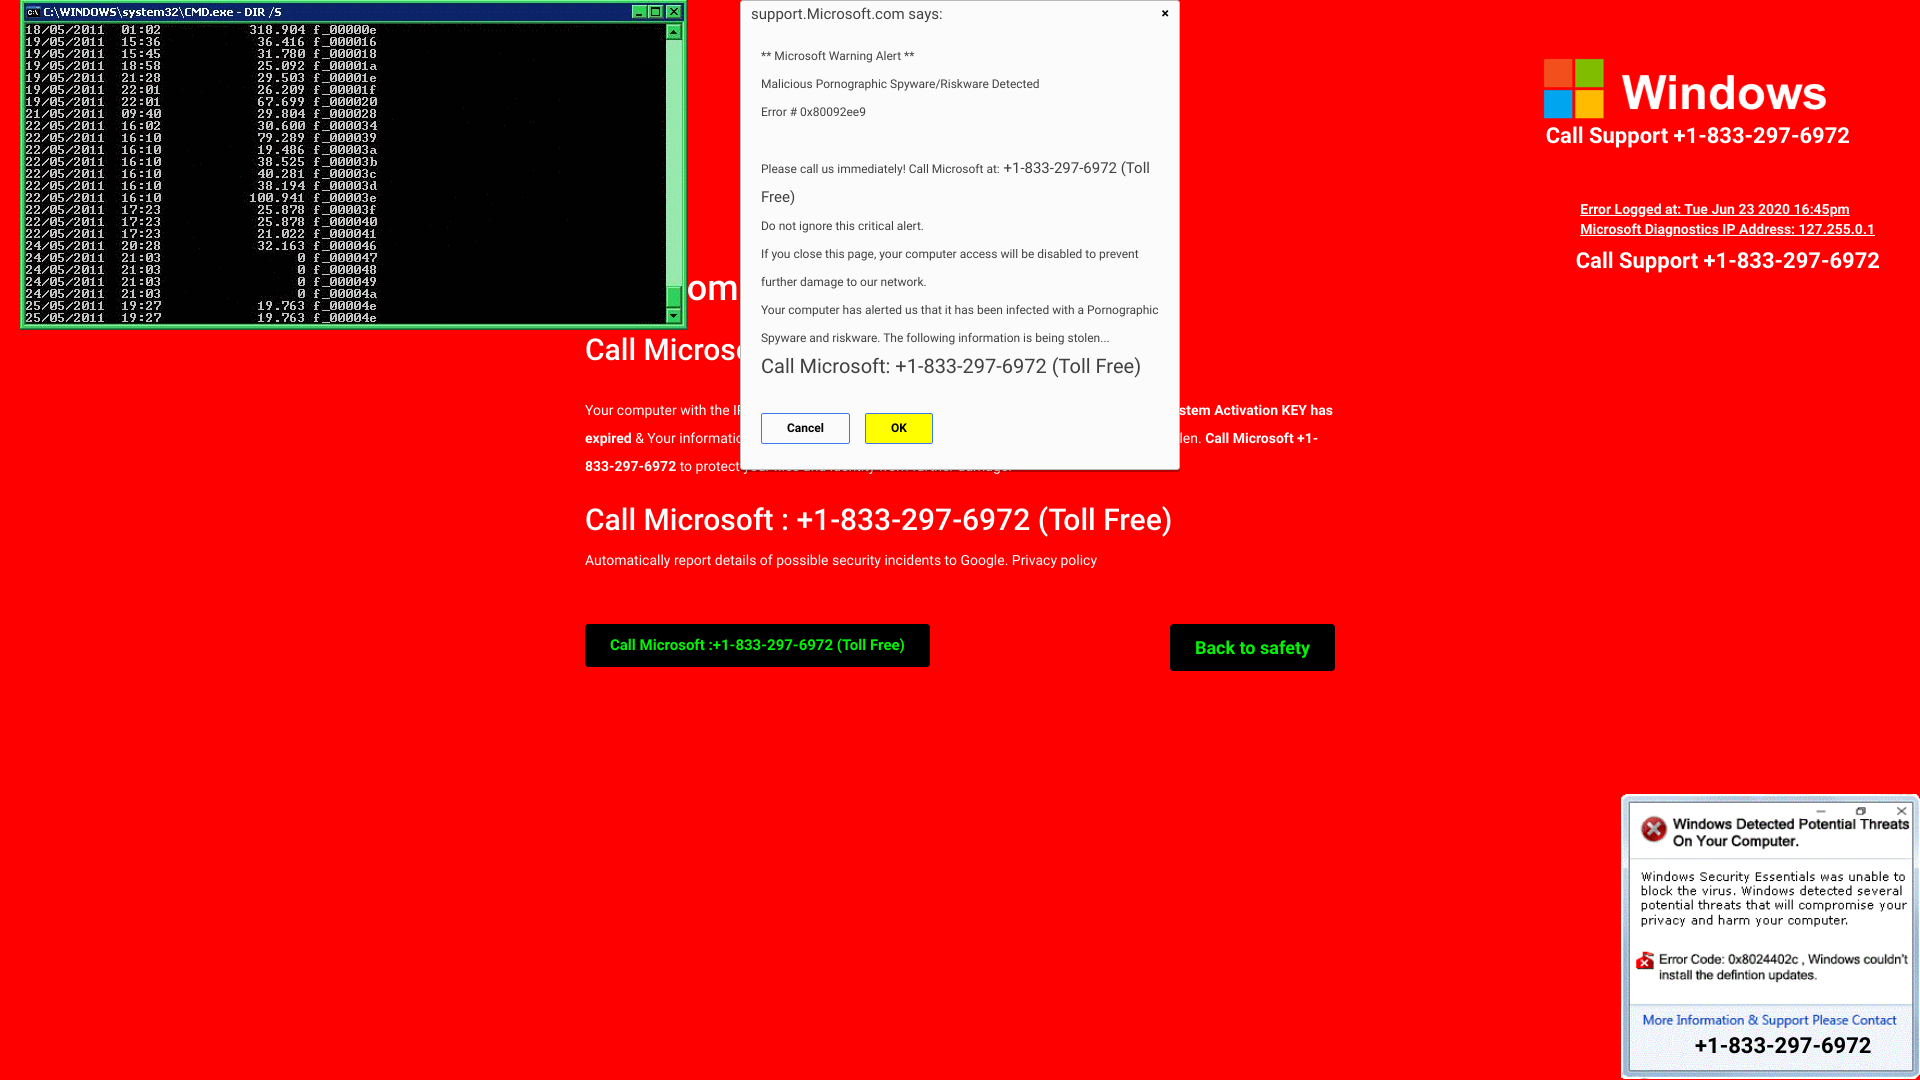 C:\WINDOWS\system32\CMD.exe - DIR /S
18/05/2011 01:02 318.904 f_00000e
19/05/2011 15:36 36.416 f_000016
19/05/2011 15:45 31.780 f_000018
19/05/2011 18:58 25.092 f_00001a
19/05/2011 21:28 29.503 f_00001e
19/05/2011 22:01 26.209 f_00001f
19/05/2011 22:01 67.699 f_000020
21/05/2011 09:40 29.804 f_000028
22/05/2011 16:02 30.600 f_000034
22/05/2011 16:10 79.289 f_000039
22/05/2011 16:10 19.486 f_00003a
22/05/2011 16:10 38.525 f_00003b
22/05/2011 16:10 40.281 f_00003c
22/05/2011 16:10 38.194 f_00003d
22/05/2011 16:10 100.941 f_00003e
22/05/2011 17:23 25.878 f_00003f
22/05/2011 17:23 25.878 f_000040
22/05/2011 17:23 21.022 f_000041
24/05/2011 20:28 32.163 f_000046
24/05/2011 21:03 0 f_000047
24/05/2011 21:03 0 f_000048
24/05/2011 21:03 0 f_000049
24/05/2011 21:03 0 f_00004a
25/05/2011 19:27 19.763 f_00004e
25/05/2011 19:27 19.763 f_00004e
support.Microsoft.com says:
** Microsoft Warning Alert **
Malicious Pornographic Spyware/Riskware Detected
Error # 0x80092ee9
Please call us immediately! Call Microsoft at: +1-833-297-6972 (Toll
Free)
Do not ignore this critical alert.
If you close this page, your computer access will be disabled to prevent
further damage to our network.
Your computer has alerted us that it has been infected with a Pornographic
Spyware and riskware. The following information is being stolen...
Call Microsoft: +1-833-297-6972 (Toll Free)
Cancel OK
Windows
Call Support +1-833-297-6972
Error Logged at: Tue Jun 23 2020 16:45pm
Microsoft Diagnostics IP Address: 127.255.0.1
Call Support +1-833-297-6972
om
Call Micros
Your computer with the stem Activation KEY has
expired & Your informatio len. Call Microsoft +1-
833-297-6972 to protect
Call Microsoft : +1-833-297-6972 (Toll Free)
Automatically report details of possible security incidents to Google. Privacy policy
Call Microsoft :+1-833-297-6972 (Toll Free)
Back to safety
Windows Detected Potential Threats
On Your Computer.
Windows Security Essentials was unable to
block the virus. Windows detected several
potential threats that will compromise your
privacy and harm your computer.
Error Code: 0x8024402c , Windows couldn't
install the defintion updates.
More Information & Support Please Contact
+1-833-297-6972